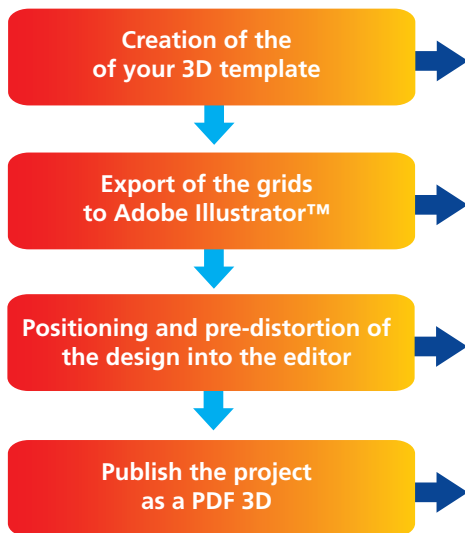 Creation of the
of your 3D template
Export of the grids
to Adobe Illustrator™
Positioning and pre-distortion of
the design into the editor
Publish the project
as a PDF 3D